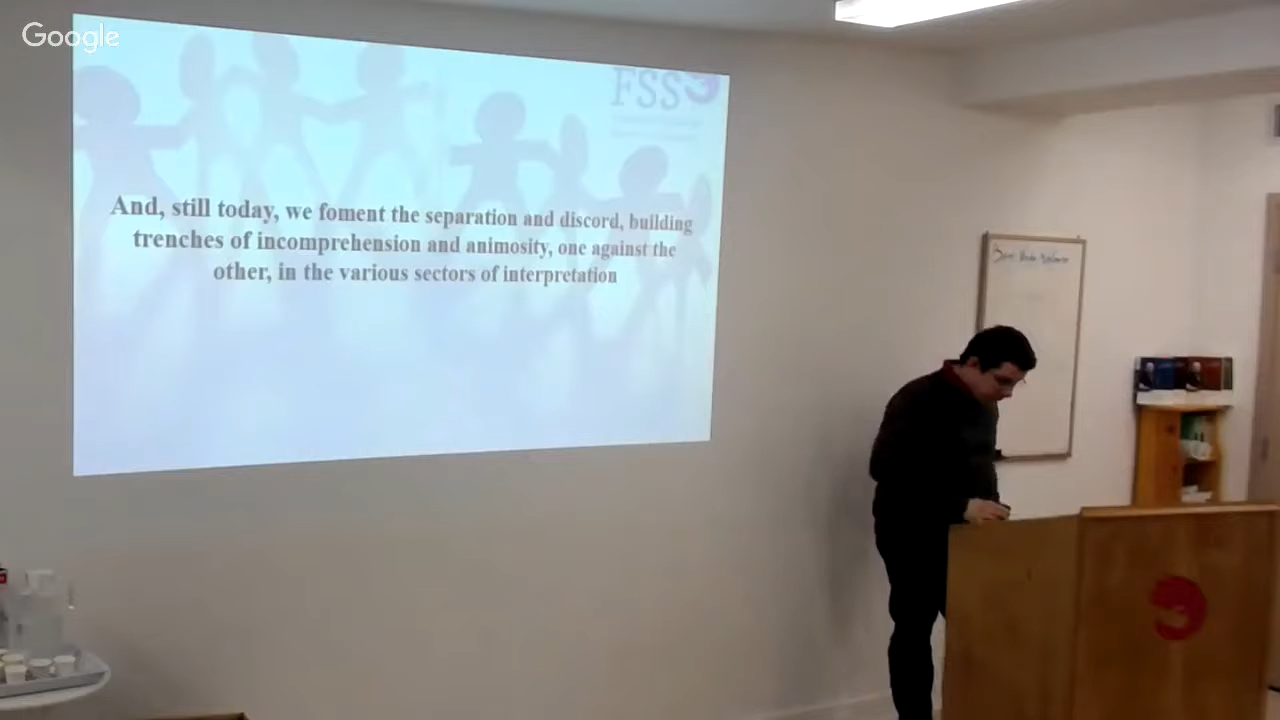 Google
FSS
And, still today, we foment the separation and discord, building
trenches of incomprehension and animosity, one against the
other, in the various sectors of interpretation